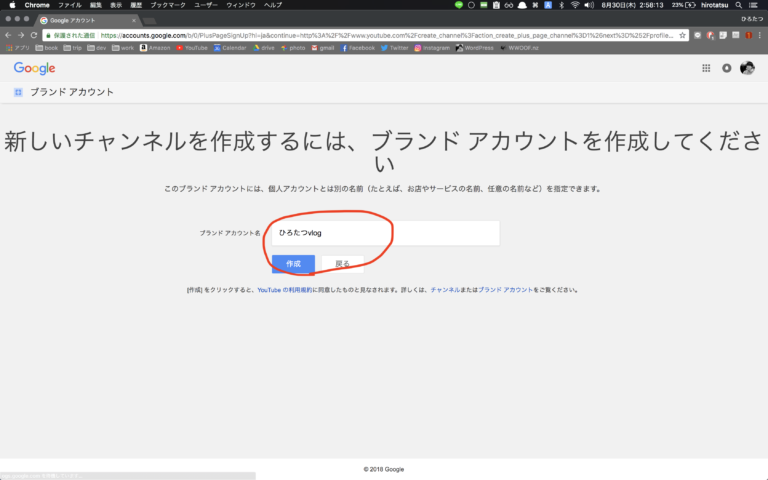 Chrome ファイル 編集 表示 履歴 ブックマーク ユーザー ウィンドウ ヘルプ 8月30日(木) 2:58:13 23% hirotatsu
Google アカウント ひろたつ
保護された通信 https://accounts.google.com/b/0/PlusPageSignUp?hl=ja&continue=http%3A%2F%2Fwww.youtube.com%2Fcreate_channel%3Faction_create_plus_page_channel%3D1%26next%3D%252Fprofile...
アプリ book trip dev work Amazon YouTube Calender drive photo gmail Facebook Twitter instagram WordPress WWOOF.nz
Google
ブランド アカウント
新しいチャンネルを作成するには、ブランド アカウントを作成してくださ
い
このブランド アカウントには、個人アカウントとは別の名前（たとえば、お店やサービスの名前、任意の名前など）を指定できます。
ブランド アカウント名 ひろたつvlog
作成 戻る
[作成] をクリックすると、YouTube の利用規約に同意したものと見なされます。詳しくは、チャンネルまたはブランド アカウントをご覧ください。
© 2018 Google